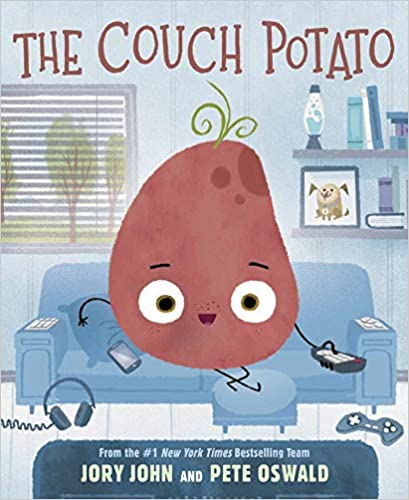 THE COUCH POTATO
From the #1 New York Times Bestselling Team
JORY JOHN AND PETE OSWALD